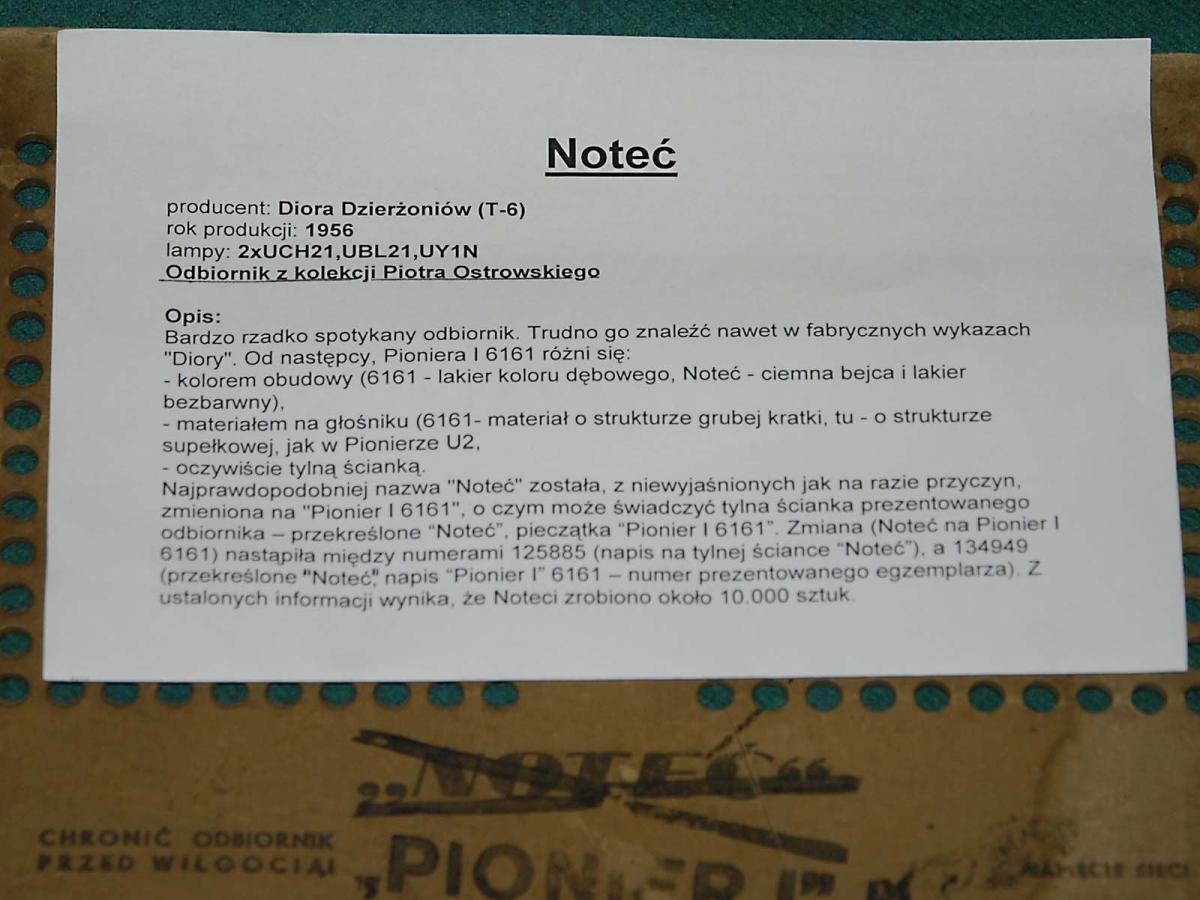 Noteć
producent: Diora Dzierżoniów (T-6)
rok produkcji: 1956
lampy: 2xUCH21,UBL21,UY1N
Odbiornik z kolekcji Piotra Ostrowskiego
Opis:
Bardzo rzadko spotykany odbiornik. Trudno go znaleźć nawet w fabrycznych wykazach
"Diory". Od następcy, Pioniera I 6161 różni się:
- kolorem obudowy (6161 - lakier koloru dębowego, Noteć - ciemna bejca i lakier
bezbarwny),
- materiałem na głośniku (6161- materiał o strukturze grubej kratki, tu - o strukturze
supełkowej, jak w Pionierze U2,
- oczywiście tylną ścianką.
Najprawdopodobniej nazwa "Noteć" została, z niewyjaśnionych jak na razie przyczyn,
zmieniona na "Pionier I 6161", o czym może świadczyć tylna ścianka prezentowanego
odbiornika – przekreślone “Noteć”, pieczątka “Pionier I 6161”. Zmiana (Noteć na Pionier I
6161) nastąpiła między numerami 125885 (napis na tylnej ściance “Noteć”), a 134949
(przekreślone "Noteć," napis “Pionier I” 6161 – numer prezentowanego egzemplarza). Z
ustalonych informacji wynika, że Noteci zrobiono około 10.000 sztuk.
„NOTEĆ“
CHRONIĆ ODBIORNIK
PRZED WILGOCIĄ!
„PIONIER I”
NAPIĘCIE SIECI